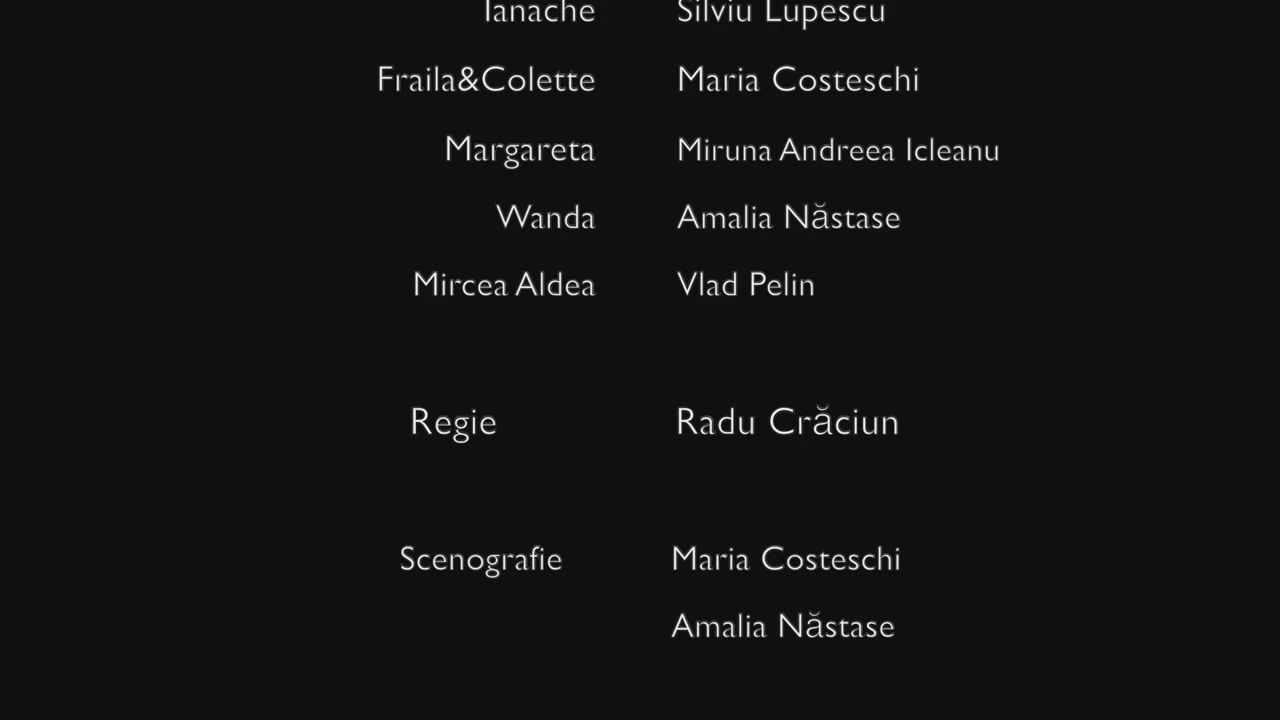 Ianache Silviu Lupescu
Fraila&Colette Maria Costeschi
Margareta Miruna Andreea Icleanu
Wanda Amalia Năstase
Mircea Aldea Vlad Pelin
Regie Radu Crăciun
Scenografie Maria Costeschi
Amalia Năstase